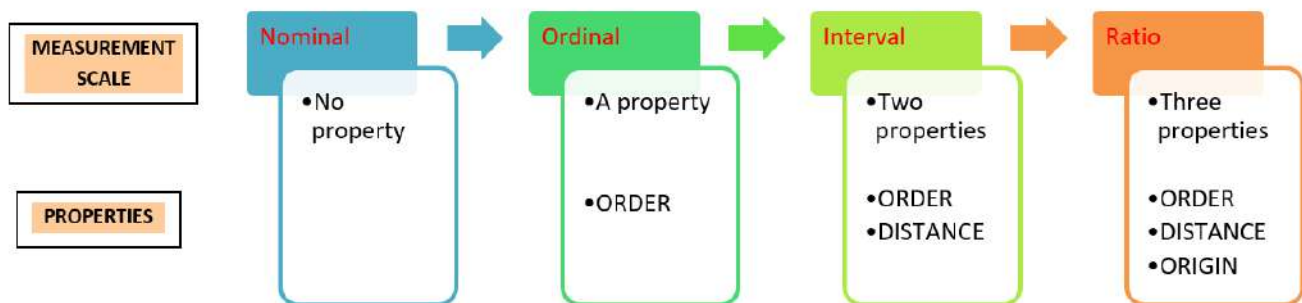 MEASUREMENT
SCALE
Nominal
Ordinal
Interval
Ratio
•No
property
•A property
•Two
properties
•Three
properties
PROPERTIES
•ORDER
•ORDER
•DISTANCE
•ORDER
•DISTANCE
•ORIGIN